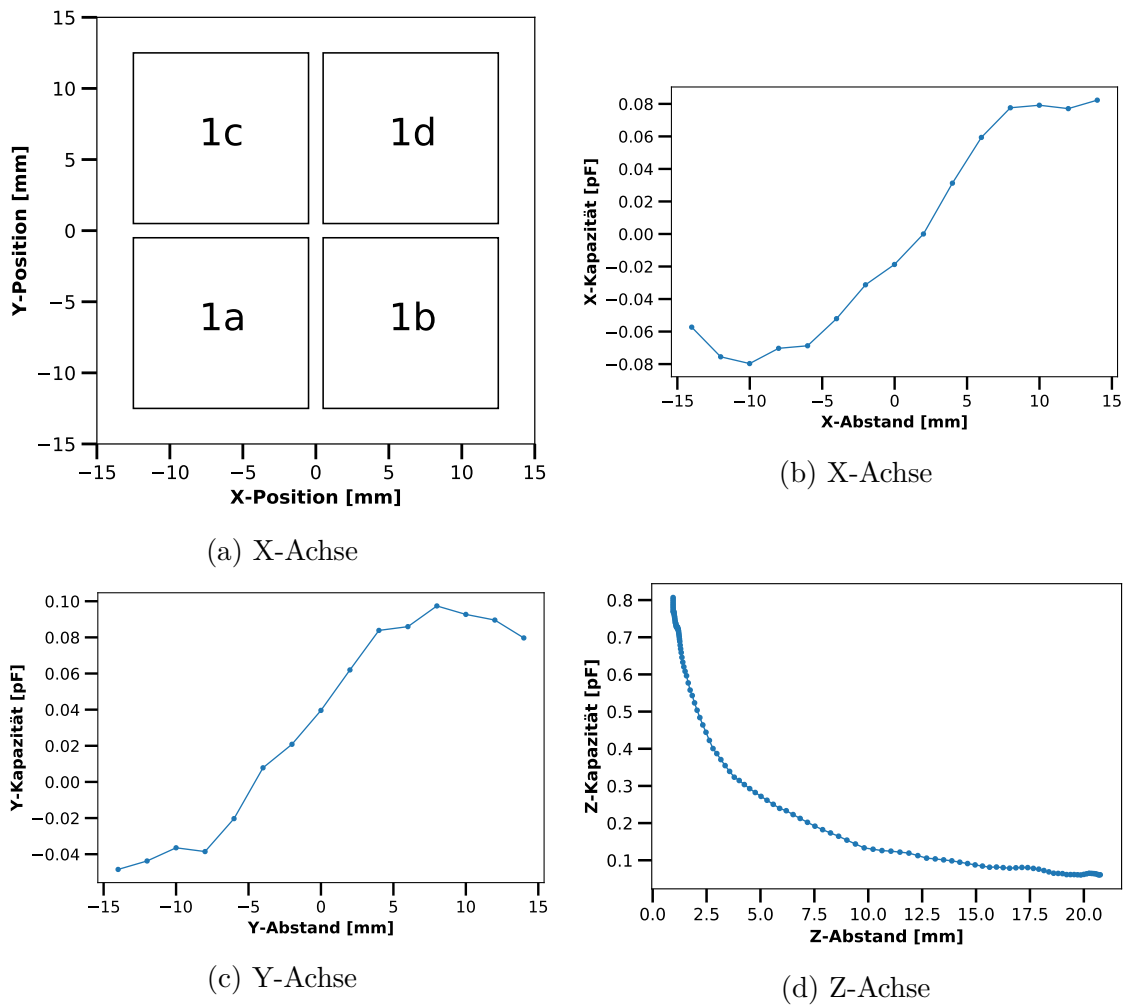 15
10
5
0
−5
−10
−15
Y-Position [mm]
1c 1d
1a 1b
−15 −10 −5 0 5 10 15
X-Position [mm]
(a) X-Achse
0.08
0.06
0.04
0.02
0.00
−0.02
−0.04
−0.06
−0.08
X-Kapazität [pF]
−15 −10 −5 0 5 10 15
X-Abstand [mm]
(b) X-Achse
0.10
0.08
0.06
0.04
0.02
0.00
−0.02
−0.04
Y-Kapazität [pF]
−15 −10 −5 0 5 10 15
Y-Abstand [mm]
(c) Y-Achse
0.8
0.7
0.6
0.5
0.4
0.3
0.2
0.1
Z-Kapazität [pF]
0.0 2.5 5.0 7.5 10.0 12.5 15.0 17.5 20.0
Z-Abstand [mm]
(d) Z-Achse